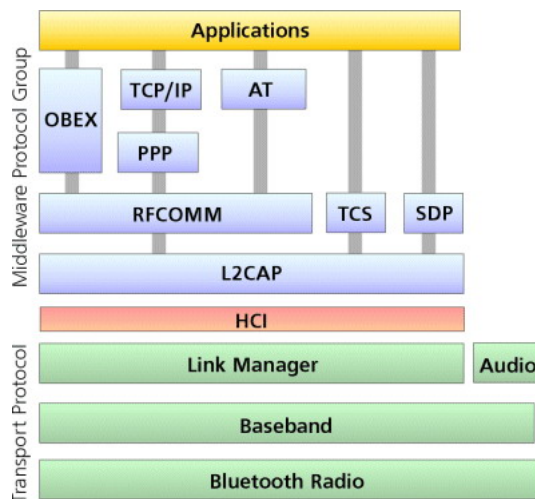 Applications
Middleware Protocol Group
OBEX
TCP/IP
AT
PPP
RFCOMM
TCS
SDP
L2CAP
HCI
Transport Protocol
Link Manager
Audio
Baseband
Bluetooth Radio